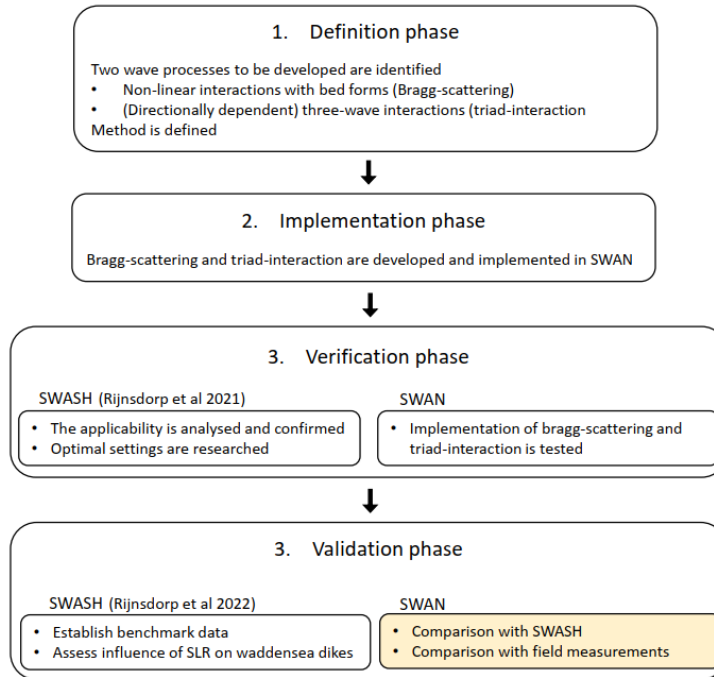 1. Definition phase
Two wave processes to be developed are identified
• Non-linear interactions with bed forms (Bragg-scattering)
• (Directionally dependent) three-wave interactions (triad-interaction
Method is defined
2. Implementation phase
Bragg-scattering and triad-interaction are developed and implemented in SWAN
3. Verification phase
SWASH (Rijnsdorp et al 2021)
• The applicability is analysed and confirmed
• Optimal settings are researched
SWAN
• Implementation of bragg-scattering and
triad-interaction is tested
3. Validation phase
SWASH (Rijnsdorp et al 2022)
• Establish benchmark data
• Assess influence of SLR on waddensea dikes
SWAN
• Comparison with SWASH
• Comparison with field measurements